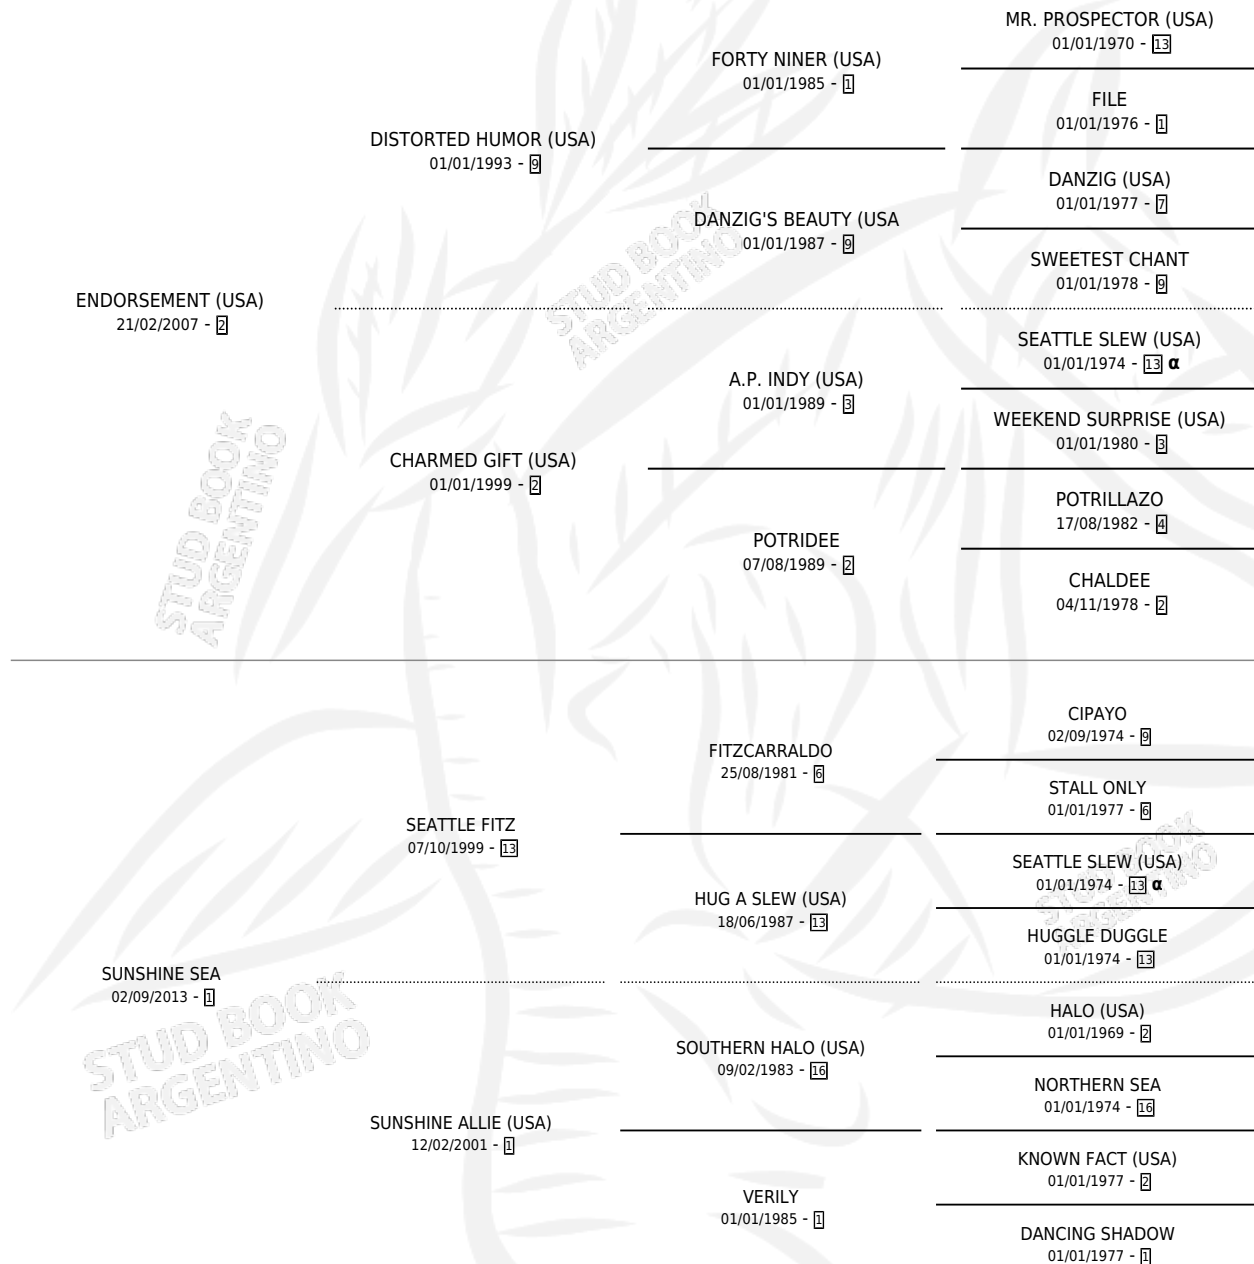 MR. PROSPECTOR (USA)
01/01/1970 - 13
FORTY NINER (USA)
01/01/1985 - 1
FILE
01/01/1976 - 1
DISTORTED HUMOR (USA)
01/01/1993 - 9
DANZIG (USA)
01/01/1977 - 7
DANZIG'S BEAUTY (USA
01/01/1987 - 9
SWEETEST CHANT
01/01/1978 - 9
ENDORSEMENT (USA)
21/02/2007 - 2
SEATTLE SLEW (USA)
01/01/1974 - 13 α
A.P. INDY (USA)
01/01/1989 - 3
WEEKEND SURPRISE (USA)
01/01/1980 - 3
CHARMED GIFT (USA)
01/01/1999 - 2
POTRILLAZO
17/08/1982 - 4
POTRIDEE
07/08/1989 - 2
CHALDEE
04/11/1978 - 2
CIPAYO
02/09/1974 - 9
FITZCARRALDO
25/08/1981 - 6
STALL ONLY
01/01/1977 - 6
SEATTLE FITZ
07/10/1999 - 13
SEATTLE SLEW (USA)
01/01/1974 - 13 α
HUG A SLEW (USA)
18/06/1987 - 13
HUGGLE DUGGLE
01/01/1974 - 13
SUNSHINE SEA
02/09/2013 - 1
HALO (USA)
01/01/1969 - 2
SOUTHERN HALO (USA)
09/02/1983 - 16
NORTHERN SEA
01/01/1974 - 16
SUNSHINE ALLIE (USA)
12/02/2001 - 1
KNOWN FACT (USA)
01/01/1977 - 2
VERILY
01/01/1985 - 1
DANCING SHADOW
01/01/1977 - 1
STUD BOOK
ARGENTINO
STUD BOOK
ARGENTINO
STUD BOOK
ARGENTINO
STUD BOOK
ARGENTINO